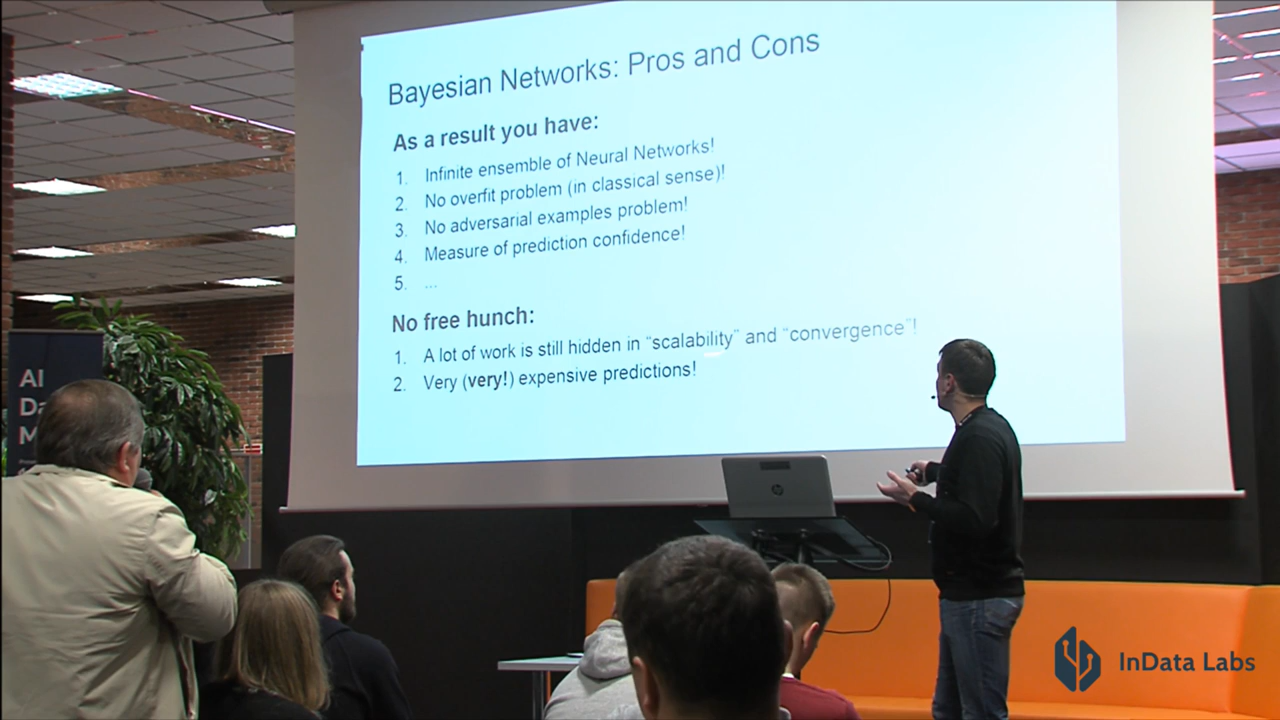 Bayesian Networks: Pros and Cons
As a result you have:
1. Infinite ensemble of Neural Networks!
2. No overfit problem (in classical sense)!
3. No adversarial examples problem!
4. Measure of prediction confidence!
5. ...
No free hunch:
1. A lot of work is still hidden in “scalability” and “convergence”!
2. Very (very!) expensive predictions!
AI
hp
InData Labs